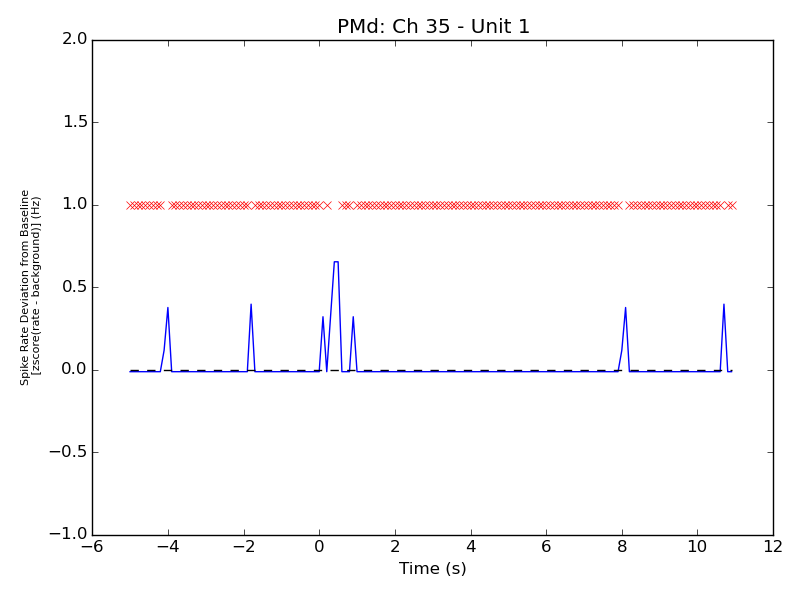 PMd: Ch 35 - Unit 1
2.0
1.5
1.0
0.5
0.0
−0.5
−1.0
Spike Rate Deviation from Baseline
[zscore(rate - background)] (Hz)
−6 −4 −2 0 2 4 6 8 10 12
Time (s)